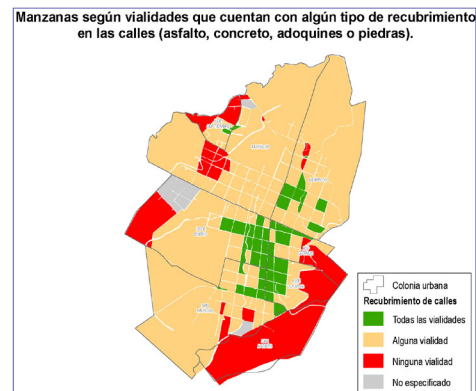 Manzanas según vialidades que cuentan con algún tipo de recubrimiento
en las calles (asfalto, concreto, adoquines o piedras).
Colonia urbana
Recubrimiento de calles
Todas las vialidades
Alguna vialidad
Ninguna vialidad
No especificado